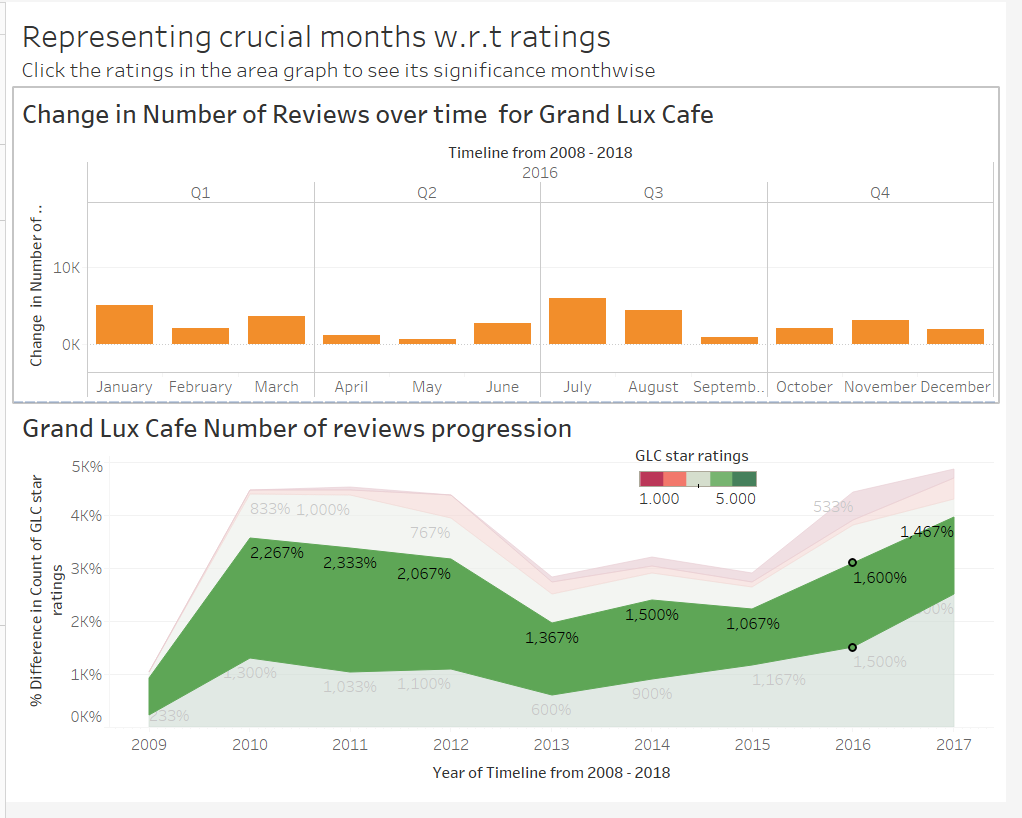 Representing crucial months w.r.t ratings
Click the ratings in the area graph to see its significance monthwise
Change in Number of Reviews over time for Grand Lux Cafe
Timeline from 2008 - 2018
2016
Q1 Q2 Q3 Q4
Change in Number of ..
10K
0K
January February March April May June July August Septemb.. October November December
Grand Lux Cafe Number of reviews progression
GLC star ratings
1.000 5.000
% Difference in Count of GLC star
ratings
5K%
4K%
3K%
2K%
1K%
0K%
833% 1,000% 767% 533%
2,267% 2,333% 2,067% 1,367% 1,500% 1,067% 1,600% 1,467%
233% 1,300% 1,033% 1,100% 600% 900% 1,167% 1,500%
2009 2010 2011 2012 2013 2014 2015 2016 2017
Year of Timeline from 2008 - 2018